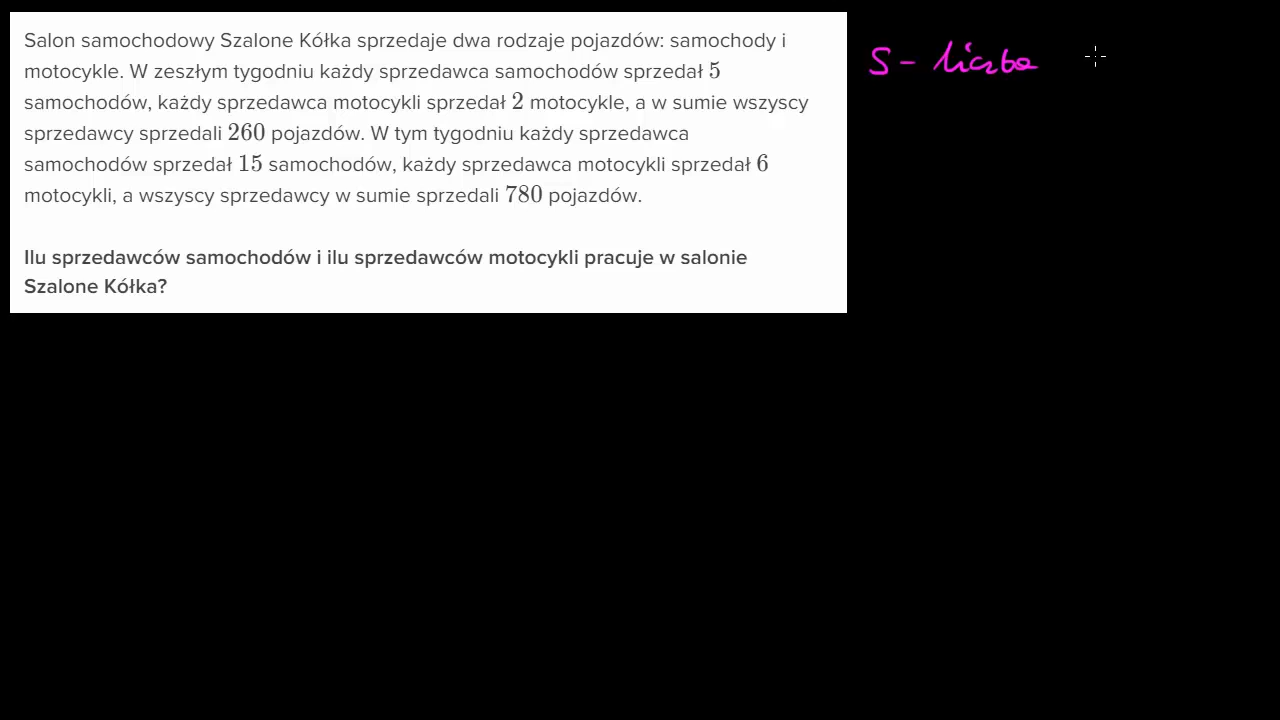 Salon samochodowy Szalone Kółka sprzedaje dwa rodzaje pojazdów: samochody i
motocykle. W zeszłym tygodniu każdy sprzedawca samochodów sprzedał 5
samochodów, każdy sprzedawca motocykli sprzedał 2 motocykle, a w sumie wszyscy
sprzedawcy sprzedali 260 pojazdów. W tym tygodniu każdy sprzedawca
samochodów sprzedał 15 samochodów, każdy sprzedawca motocykli sprzedał 6
motocykli, a wszyscy sprzedawcy w sumie sprzedali 780 pojazdów.
Ilu sprzedawców samochodów i ilu sprzedawców motocykli pracuje w salonie
Szalone Kółka?
S - liczba